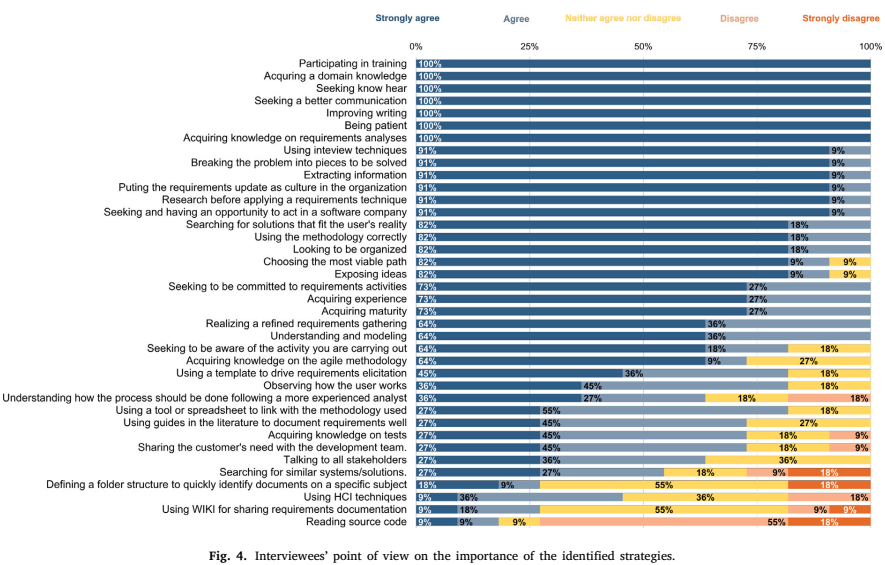 Strongly agree Agree Neither agree nor disagree Disagree Strongly disagree
0% 25% 50% 75% 100%
Participating in training 100%
Acquring a domain knowledge 100%
Seeking know hear 100%
Seeking a better communication 100%
Improving writing 100%
Being patient 100%
Acquiring knowledge on requirements analyses 100%
Using inteview techniques 91% 9%
Breaking the problem into pieces to be solved 91% 9%
Extracting information 91% 9%
Puting the requirements update as culture in the organization 91% 9%
Research before applying a requirements technique 91% 9%
Seeking and having an opportunity to act in a software company 91% 9%
Searching for solutions that fit the user's reality 82% 18%
Using the methodology correctly 82% 18%
Looking to be organized 82% 18%
Choosing the most viable path 82% 9% 9%
Exposing ideas 82% 9% 9%
Seeking to be committed to requirements activities 73% 27%
Acquiring experience 73% 27%
Acquiring maturity 73% 27%
Realizing a refined requirements gathering 64% 36%
Understanding and modeling 64% 36%
Seeking to be aware of the activity you are carrying out 64% 18% 18%
Acquiring knowledge on the agile methodology 64% 9% 27%
Using a template to drive requirements elicitation 45% 36% 18%
Observing how the user works 36% 45% 18%
Understanding how the process should be done following a more experienced analyst 36% 27% 18% 18%
Using a tool or spreadsheet to link with the methodology used 27% 55% 18%
Using guides in the literature to document requirements well 27% 45% 27%
Acquiring knowledge on tests 27% 45% 18% 9%
Sharing the customer's need with the development team. 27% 45% 18% 9%
Talking to all stakeholders 27% 36% 36%
Searching for similar systems/solutions. 27% 27% 18% 9% 18%
Defining a folder structure to quickly identify documents on a specific subject 18% 9% 55% 18%
Using HCI techniques 9% 36% 36% 18%
Using WIKI for sharing requirements documentation 9% 18% 55% 9% 9%
Reading source code 9% 9% 9% 55% 18%
Fig. 4. Interviewees' point of view on the importance of the identified strategies.